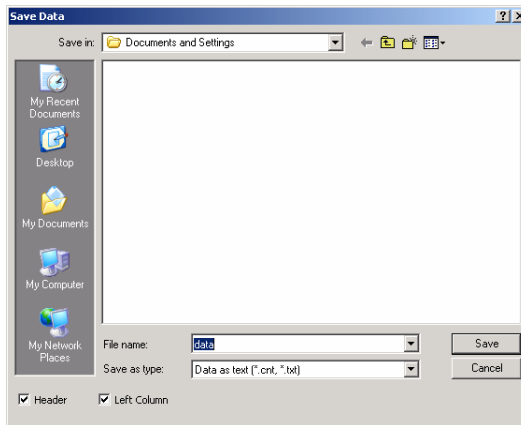 Save Data
Save in: Documents and Settings
My Recent
Documents
Desktop
My Documents
My Computer
My Network
Places
File name: data Save
Save as type: Data as text (*.cnt, *.txt) Cancel
Header Left Column